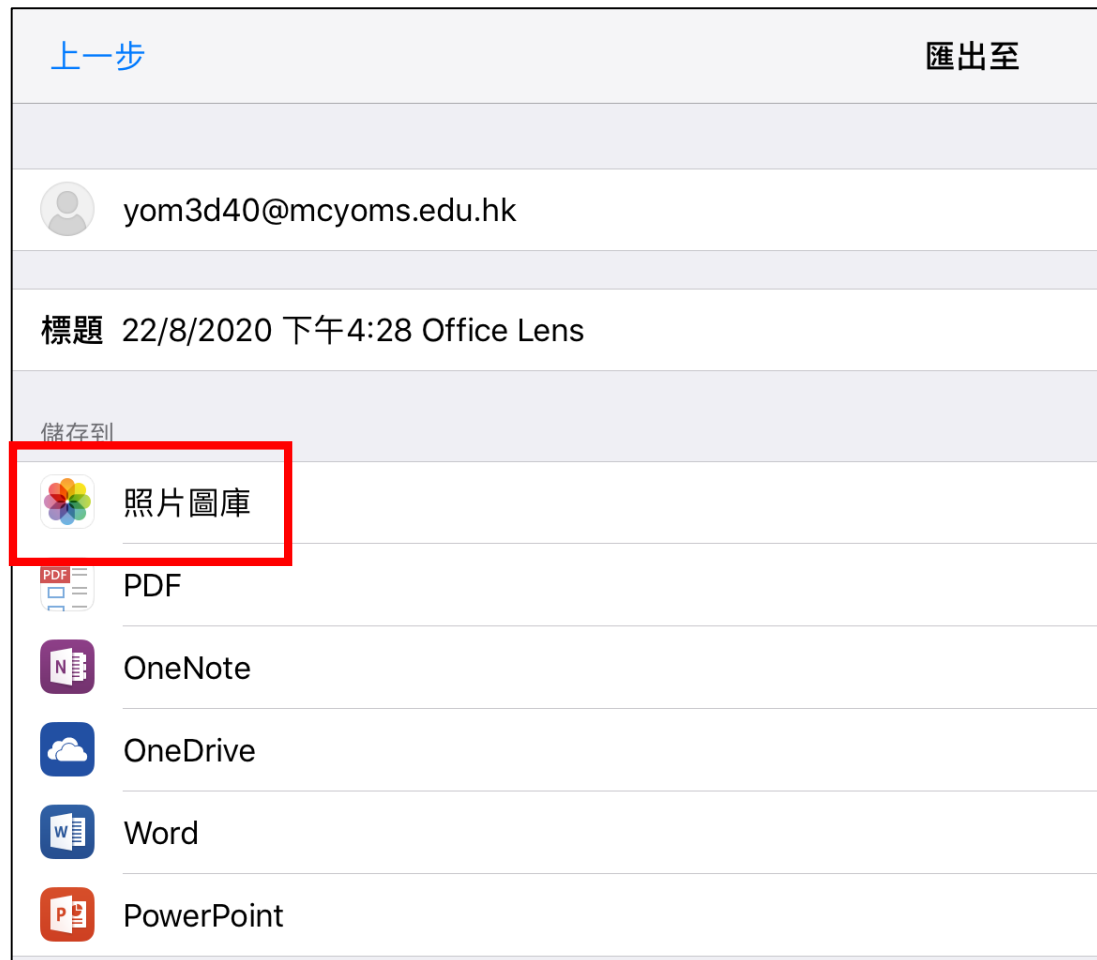 上一步 匯出至
yom3d40@mcyoms.edu.hk
標題 22/8/2020 下午4:28 Office Lens
儲存到
照片圖庫
PDF
PDF
N
OneNote
OneDrive
W
Word
P
PowerPoint